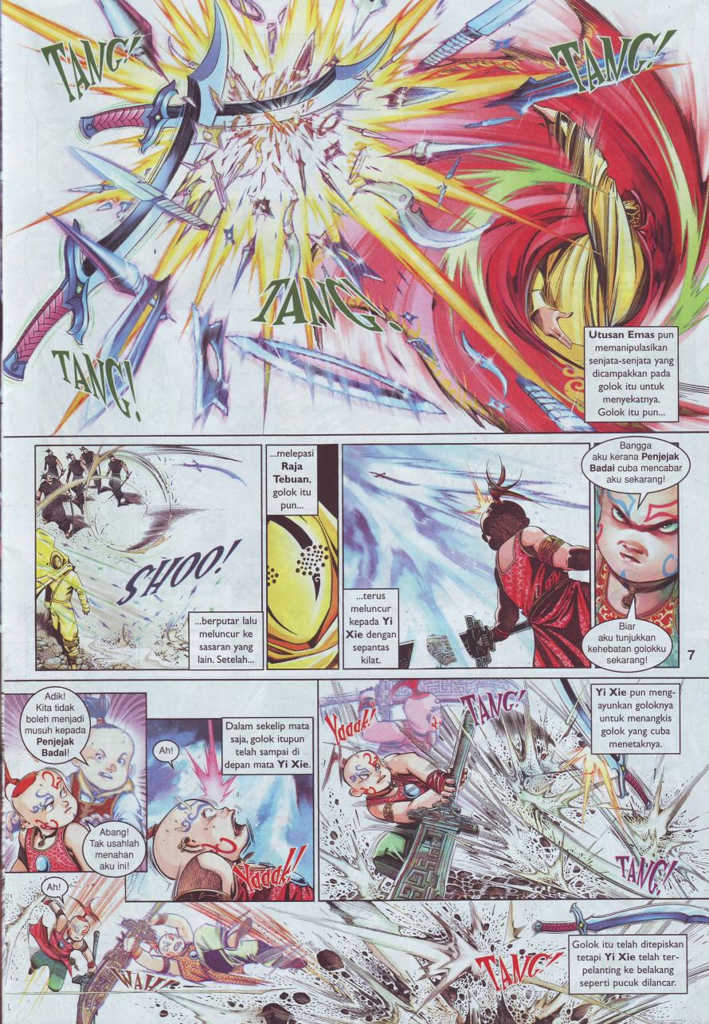 TANG!
TANG!
TANG!
TANG!
Utusan Emas pun
memanipulasikan
senjata-senjata yang
dicampakkan pada
golok itu untuk
menyekatnya.
Golok itu pun...
SHOO!
...berputar lalu
meluncur ke
sasaran yang
lain. Setelah...
...melepasi
Raja
Tebuan,
golok itu
pun...
...terus
meluncur
kepada Yi
Xie dengan
sepantas
kilat.
Bangga
aku kerana Penjejak
Badai cuba mencabar
aku sekarang!
Biar
aku tunjukkan
kehebatan golokku
sekarang!
7
Adik!
Kita tidak
boleh menjadi
musuh kepada
Penjejak
Badai!
Abang!
Tak usahlah
menahan
aku ini!
Ah!
Dalam sekelip mata
saja, golok itupun
telah sampai di
depan mata Yi Xie.
Yaaah!
Yaaah!
TANG!
Yi Xie pun meng-
ayunkan goloknya
untuk menangkis
golok yang cuba
menetaknya.
TANG!
Ah!
WAHH!
TANG!
Golok itu telah ditepiskan
tetapi Yi Xie telah ter-
pelanting ke belakang
seperti pucuk dilancar.